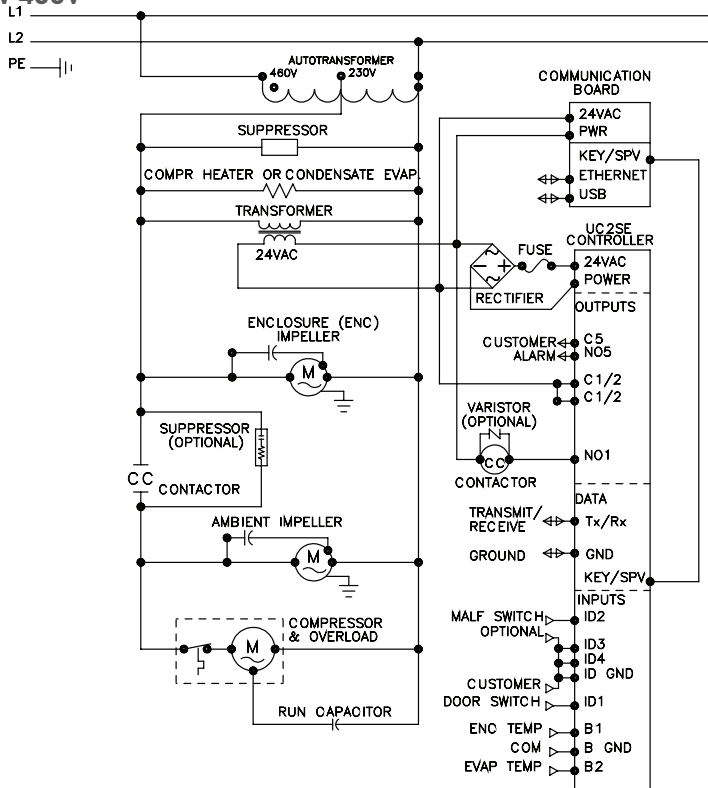 L1
L2
PE
AUTOTRANSFORMER
460V
230V
SUPPRESSOR
COMPR HEATER OR CONDENSATE EVAP.
TRANSFORMER
24VAC
ENCLOSURE (ENC)
IMPELLER
M
SUPPRESSOR
(OPTIONAL)
CC
CONTACTOR
AMBIENT IMPELLER
M
COMPRESSOR
& OVERLOAD
M
RUN CAPACITOR
COMMUNICATION
BOARD
24VAC
PWR
KEY/SPV
ETHERNET
USB
UC2SE
CONTROLLER
FUSE
24VAC
POWER
RECTIFIER
OUTPUTS
CUSTOMER
ALARM
C5
NO5
C1/2
C1/2
VARISTOR
(OPTIONAL)
CC
NO1
CONTACTOR
DATA
TRANSMIT/
RECEIVE
Tx/Rx
GROUND
GND
KEY/SPV
INPUTS
MALF SWITCH
ID2
OPTIONAL
ID3
ID4
ID GND
CUSTOMER
DOOR SWITCH
ID1
ENC TEMP
B1
COM
B GND
EVAP TEMP
B2